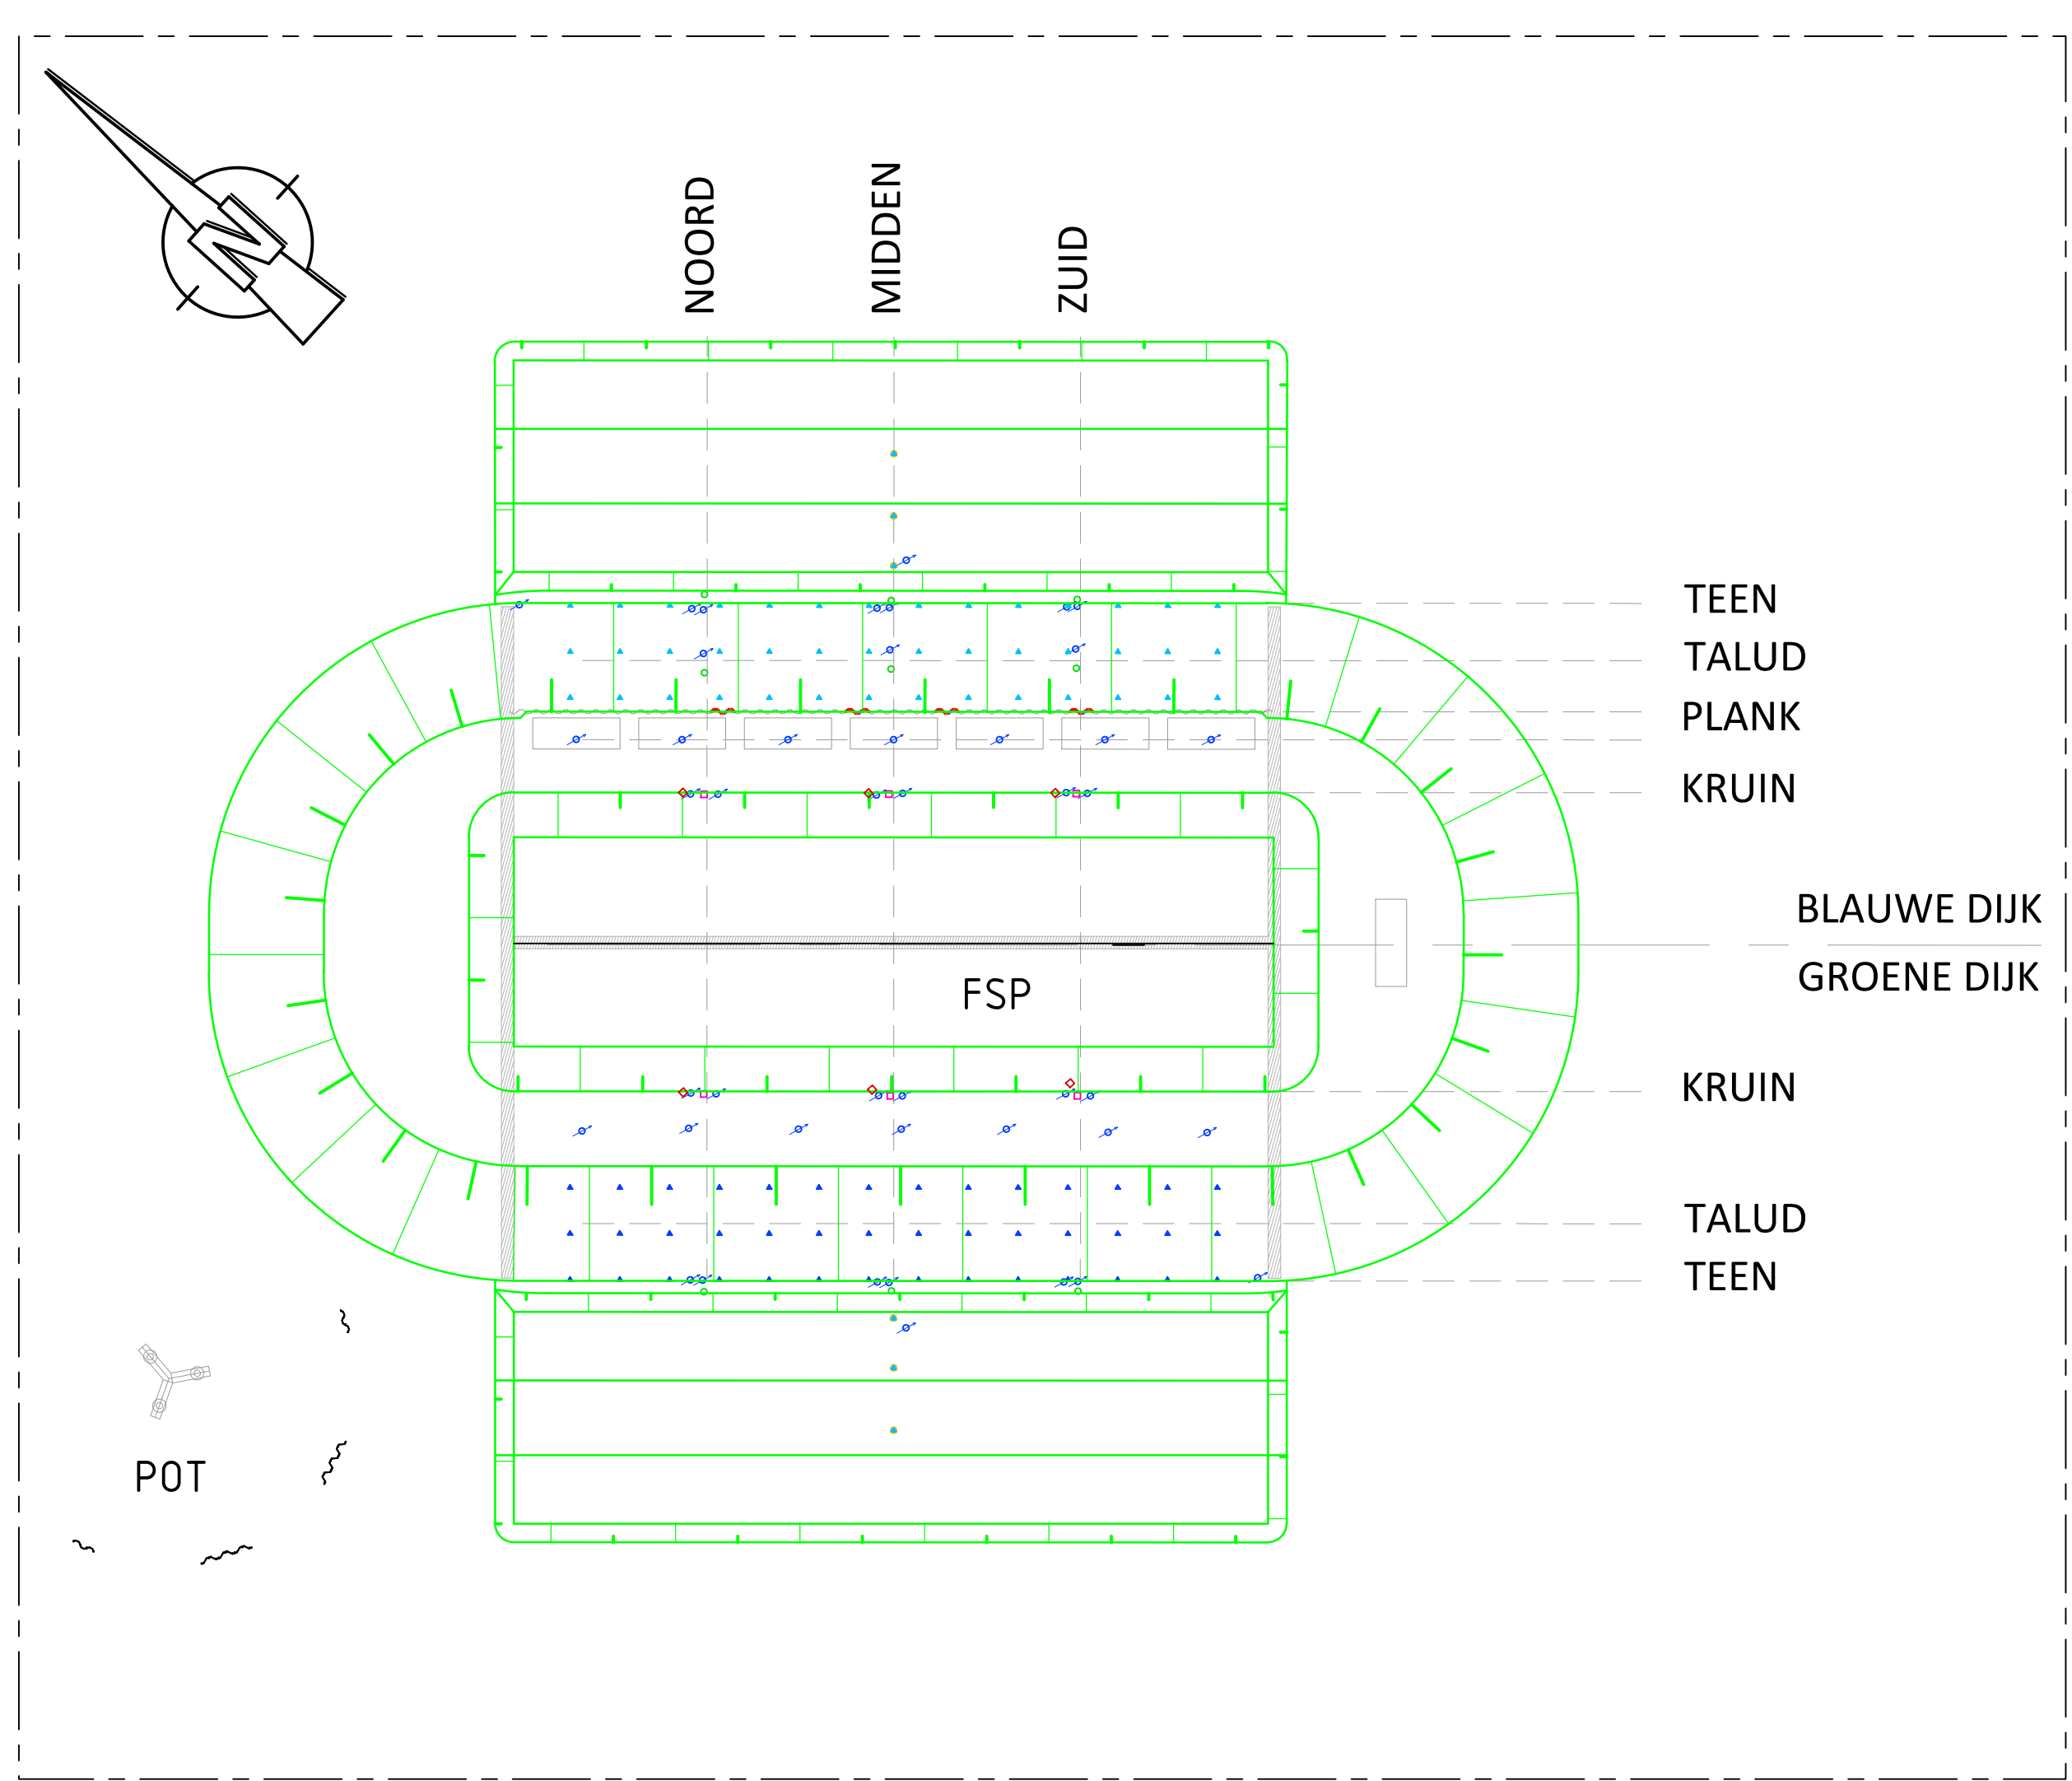 N
NOORD
MIDDEN
ZUID
TEEN
TALUD
PLANK
KRUIN
BLAUWE DIJK
GROENE DIJK
FSP
KRUIN
TALUD
TEEN
POT